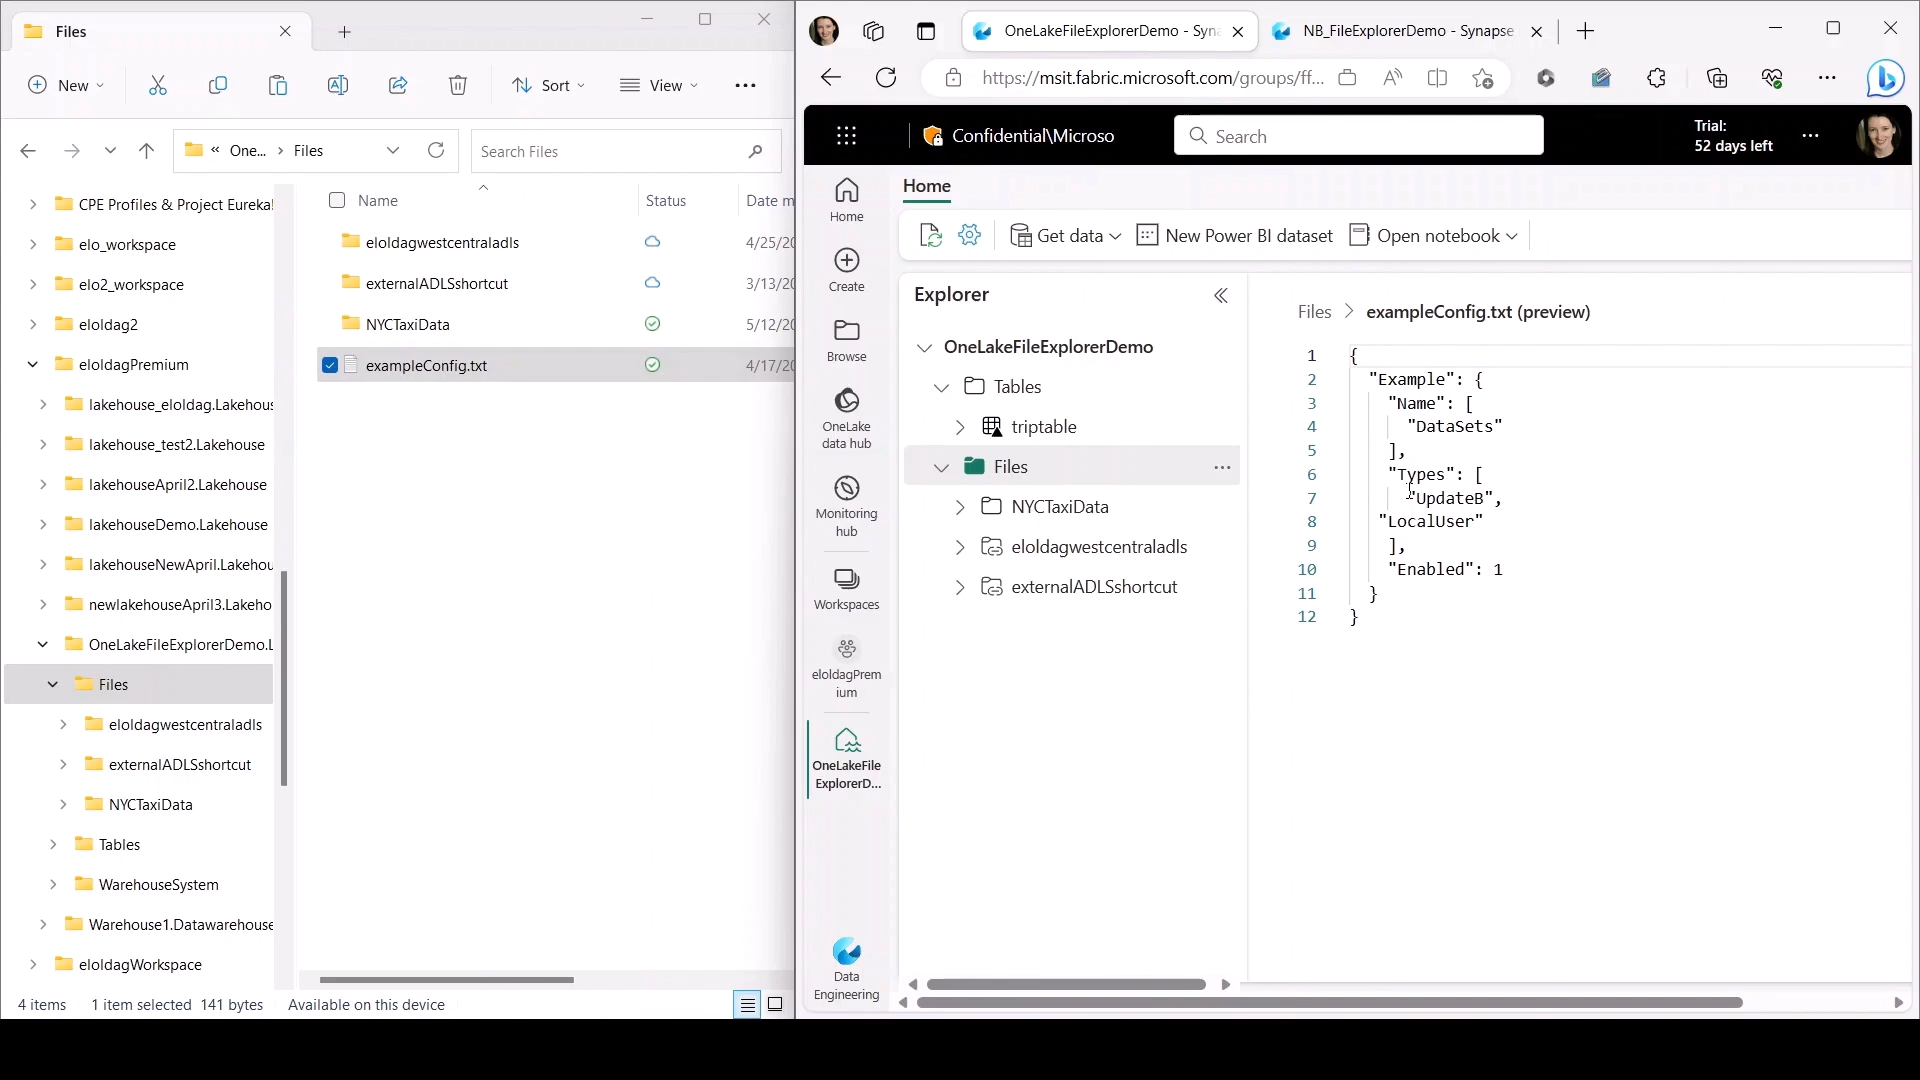 Files
New
Sort
View
One...
Files
Search Files
CPE Profiles & Project Eureka!
elo_workspace
elo2_workspace
eloldag2
eloldagPremium
lakehouse_eloldag.Lakehous
lakehouse_test2.Lakehouse
lakehouseApril2.Lakehouse
lakehouseDemo.Lakehouse
lakehouseNewApril.Lakehou
newlakehouseApril3.Lakeho
OneLakeFileExplorerDemo.L
Files
eloldagwestcentraladls
externalADLSshortcut
NYCTaxiData
Tables
WarehouseSystem
Warehouse1.Datawarehouse
eloldagWorkspace
Name Status Date m
eloldagwestcentraladls 4/25/20
externalADLSshortcut 3/13/20
NYCTaxiData 5/12/20
exampleConfig.txt 4/17/20
4 items 1 item selected 141 bytes Available on this device
OneLakeFileExplorerDemo - Syna
NB_FileExplorerDemo - Synapse
https://msit.fabric.microsoft.com/groups/ff...
Confidential\Microso
Search
Trial:
52 days left
Home
Create
Browse
OneLake
data hub
Monitoring
hub
Workspaces
eloldagPrem
ium
OneLakeFile
ExplorerD...
Data
Engineering
Home
Get data
New Power BI dataset
Open notebook
Explorer
OneLakeFileExplorerDemo
Tables
triptable
Files
NYCTaxiData
eloldagwestcentraladls
externalADLSshortcut
Files > exampleConfig.txt (preview)
1 {
2 "Example": {
3 "Name": [
4 "DataSets"
5 ],
6 "Types": [
7 "UpdateB",
8 "LocalUser"
9 ],
10 "Enabled": 1
11 }
12 }